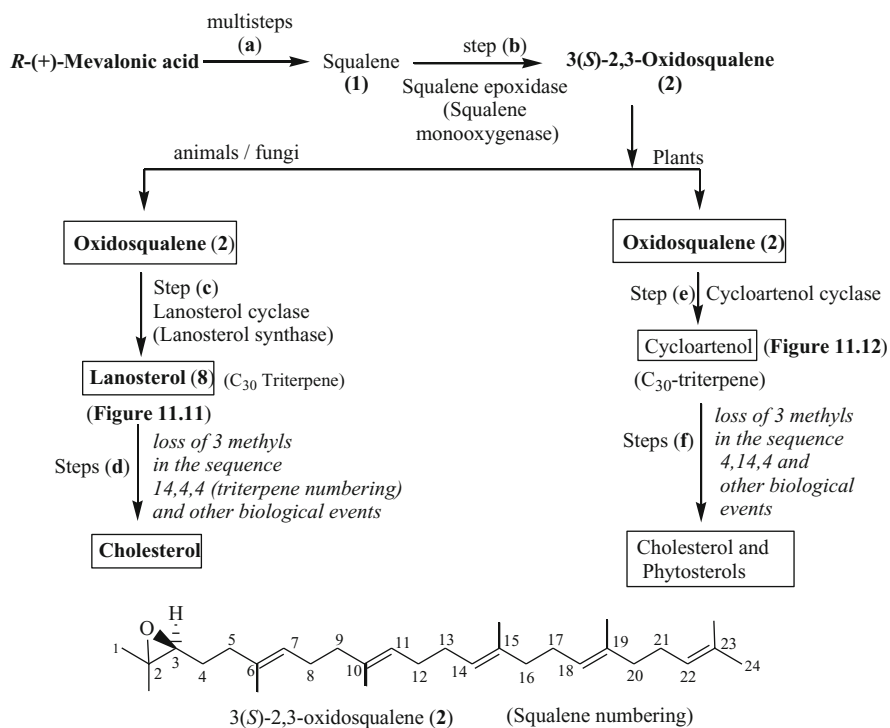 multisteps
(a)
R-(+)-Mevalonic acid
Squalene
(1)
step (b)
Squalene epoxidase
(Squalene
monooxygenase)
3(S)-2,3-Oxidosqualene
(2)
animals / fungi
Plants
Oxidosqualene (2)
Step (c)
Lanosterol cyclase
(Lanosterol synthase)
Lanosterol (8) (C30 Triterpene)
(Figure 11.11)
Steps (d)
loss of 3 methyls
in the sequence
14,4,4 (triterpene numbering)
and other biological events
Cholesterol
Oxidosqualene (2)
Step (e) Cycloartenol cyclase
Cycloartenol (Figure 11.12)
(C30-triterpene)
Steps (f)
loss of 3 methyls
in the sequence
4,14,4 and
other biological
events
Cholesterol and
Phytosterols
H
O
1 2 3 4 5 6 7 8 9 10 11 12 13 14 15 16 17 18 19 20 21 22 23 24
3(S)-2,3-oxidosqualene (2) (Squalene numbering)